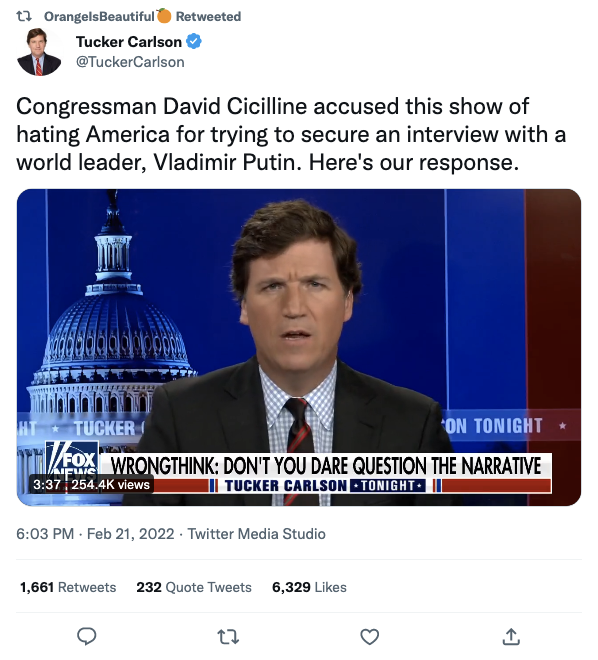 OrangeIsBeautiful🍊 Retweeted
Tucker Carlson
@TuckerCarlson
Congressman David Cicilline accused this show of
hating America for trying to secure an interview with a
world leader, Vladimir Putin. Here's our response.
HT ★ TUCKER
ON TONIGHT ★
FOX
NEWS
WRONGTHINK: DON'T YOU DARE QUESTION THE NARRATIVE
3:37 254.4K views
TUCKER CARLSON ★TONIGHT★
6:03 PM · Feb 21, 2022 · Twitter Media Studio
1,661 Retweets 232 Quote Tweets 6,329 Likes